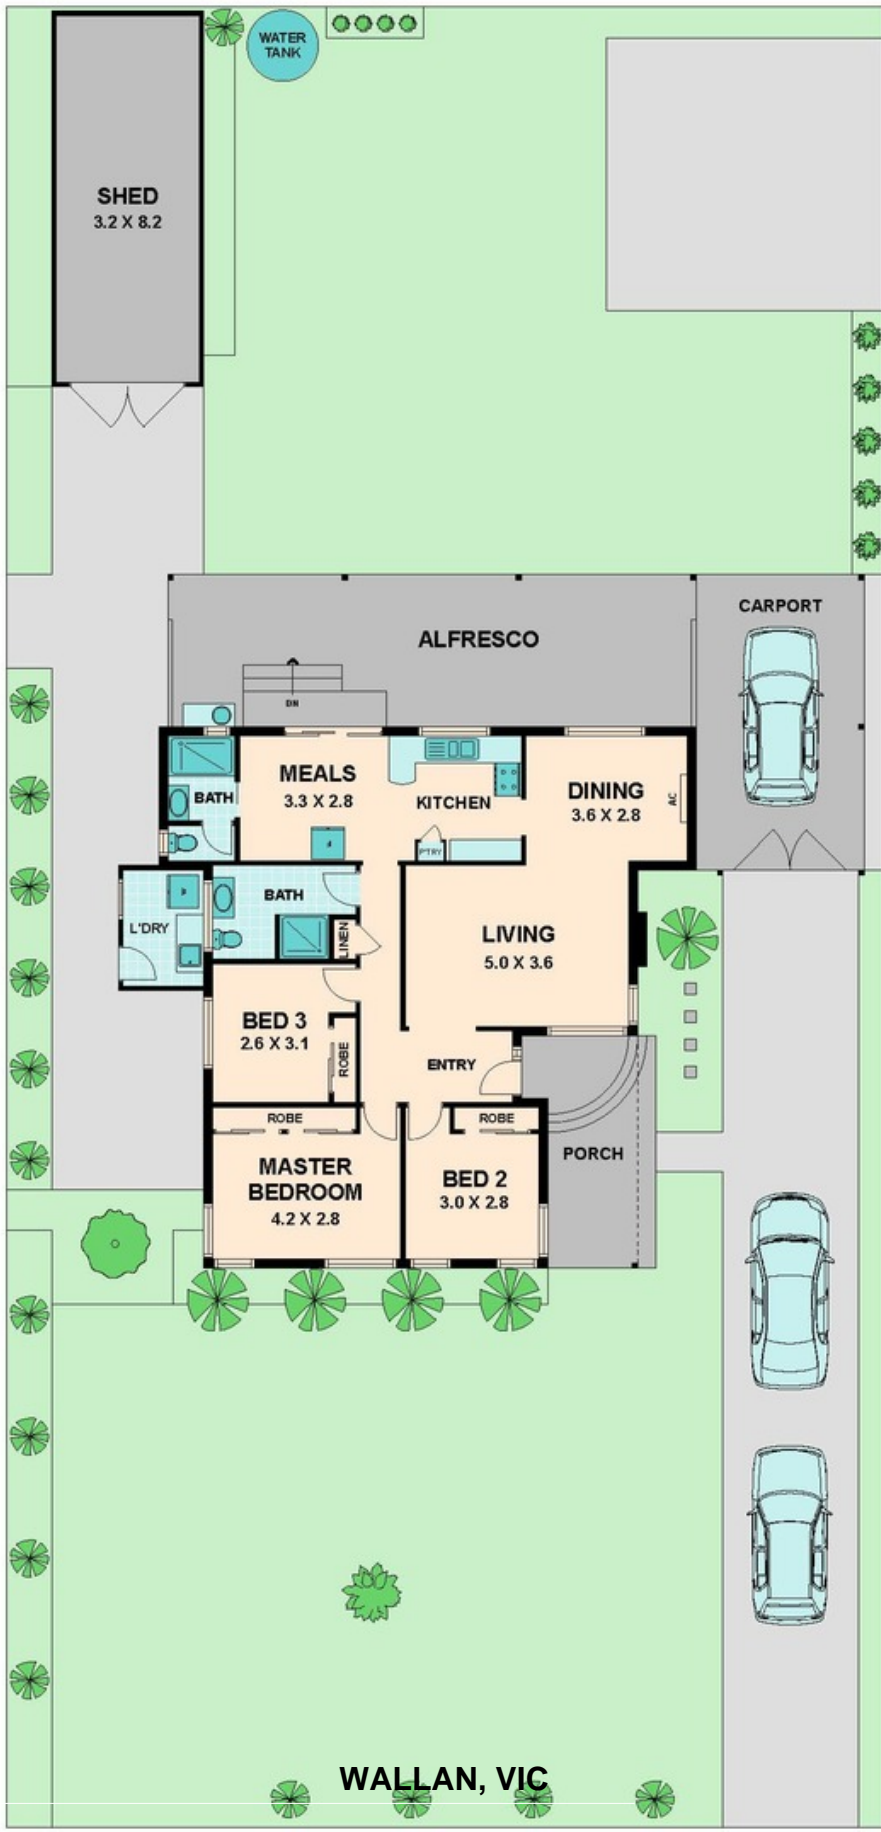 WATER
TANK
SHED
3.2 X 8.2
CARPORT
ALFRESCO
DN
MEALS
3.3 X 2.8
BATH
KITCHEN
DINING
3.6 X 2.8
AC
P'TRY
BATH
L'DRY
LINEN
LIVING
5.0 X 3.6
BED 3
2.6 X 3.1
ROBE
ENTRY
ROBE
ROBE
MASTER
BEDROOM
4.2 X 2.8
BED 2
3.0 X 2.8
PORCH
WALLAN, VIC